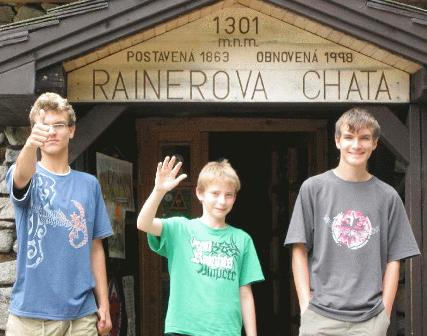 1301
m.n.m.
POSTAVENÁ 1863 OBNOVENÁ 1998
RAINEROVA CHATA